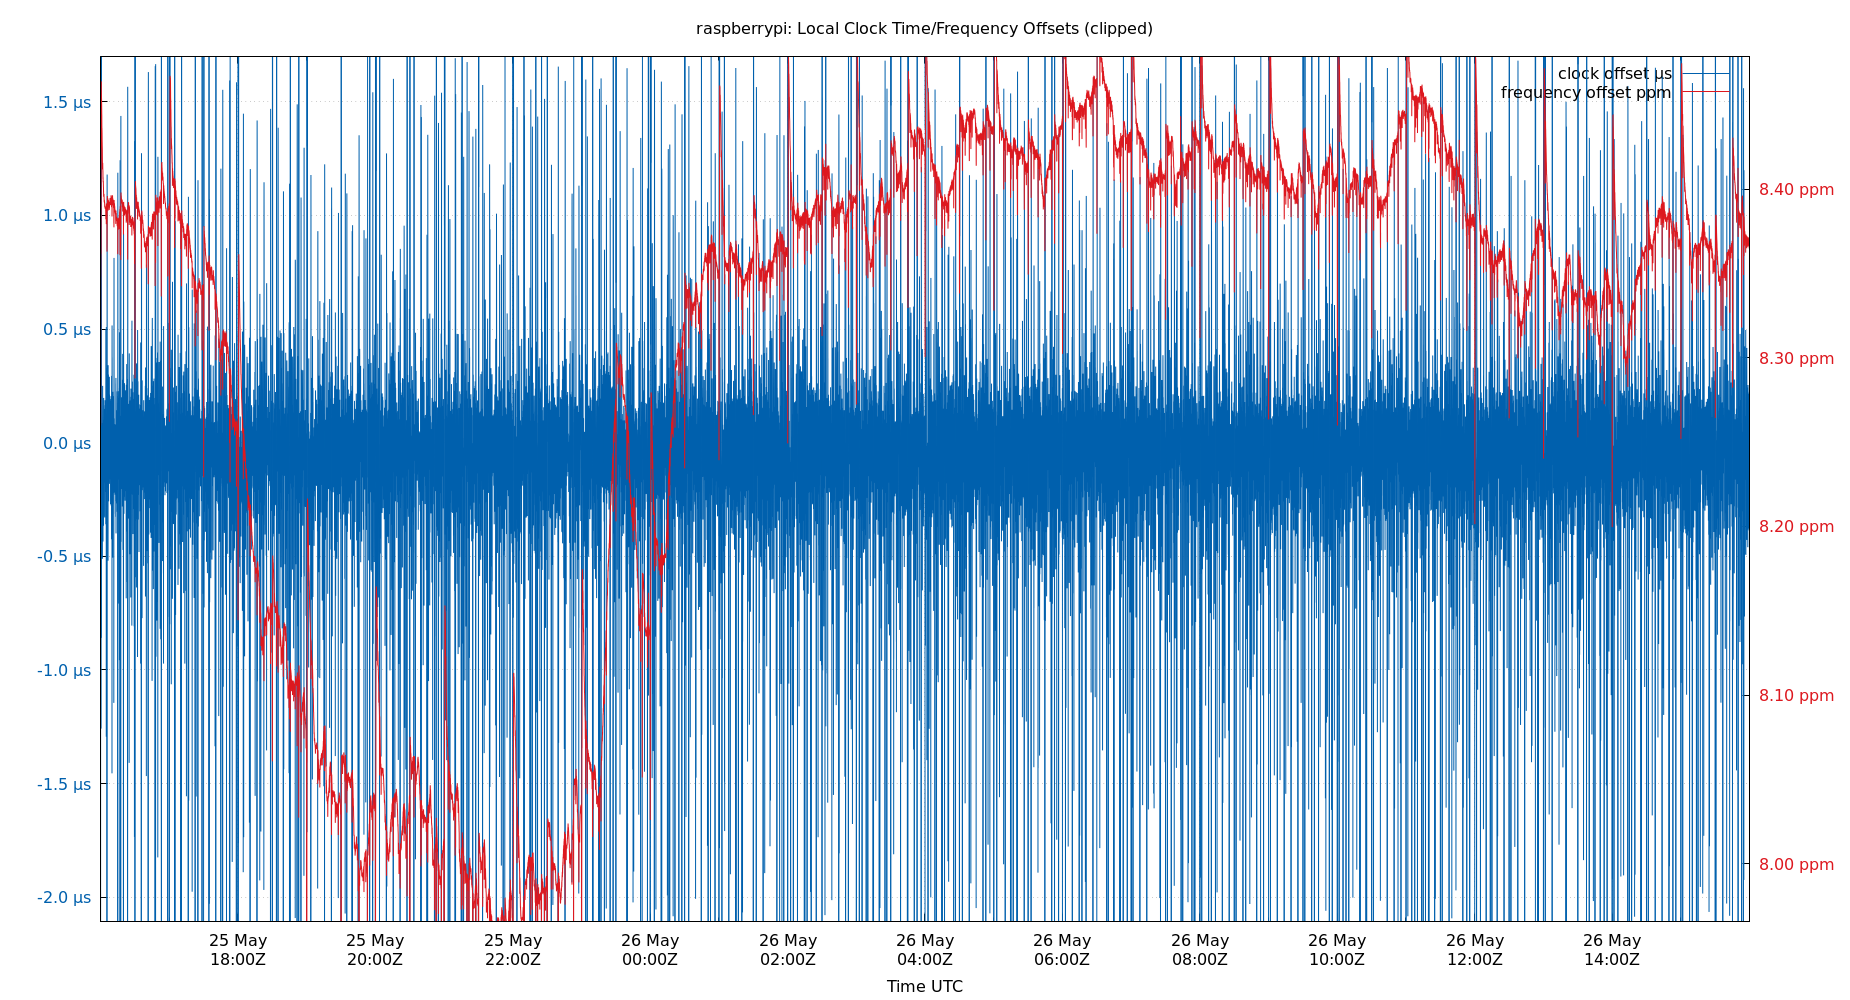 raspberrypi: Local Clock Time/Frequency Offsets (clipped)
clock offset µs
frequency offset ppm
1.5 µs
1.0 µs
0.5 µs
0.0 µs
-0.5 µs
-1.0 µs
-1.5 µs
-2.0 µs
8.40 ppm
8.30 ppm
8.20 ppm
8.10 ppm
8.00 ppm
25 May
18:00Z
25 May
20:00Z
25 May
22:00Z
26 May
00:00Z
26 May
02:00Z
26 May
04:00Z
26 May
06:00Z
26 May
08:00Z
26 May
10:00Z
26 May
12:00Z
26 May
14:00Z
Time UTC